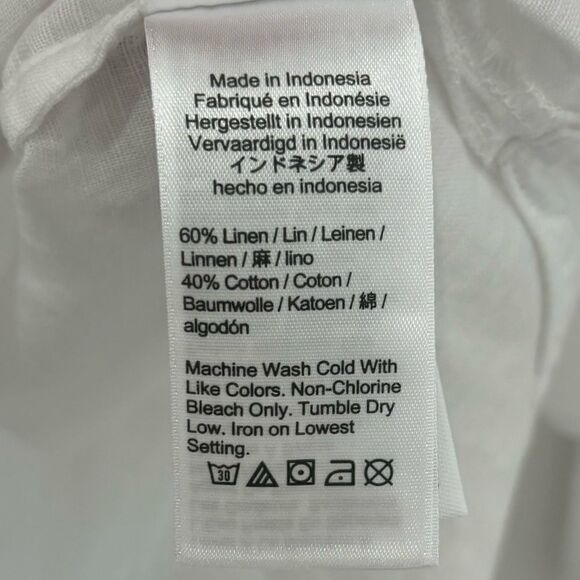 Made in Indonesia
Fabriqué en Indonésie
Hergestellt in Indonesien
Vervaardigd in Indonesië
インドネシア製
hecho en indonesia
60% Linen / Lin / Leinen /
Linnen / 麻 / lino
40% Cotton / Coton /
Baumwolle / Katoen / 綿 /
algodón
Machine Wash Cold With
Like Colors. Non-Chlorine
Bleach Only. Tumble Dry
Low. Iron on Lowest
Setting.
30